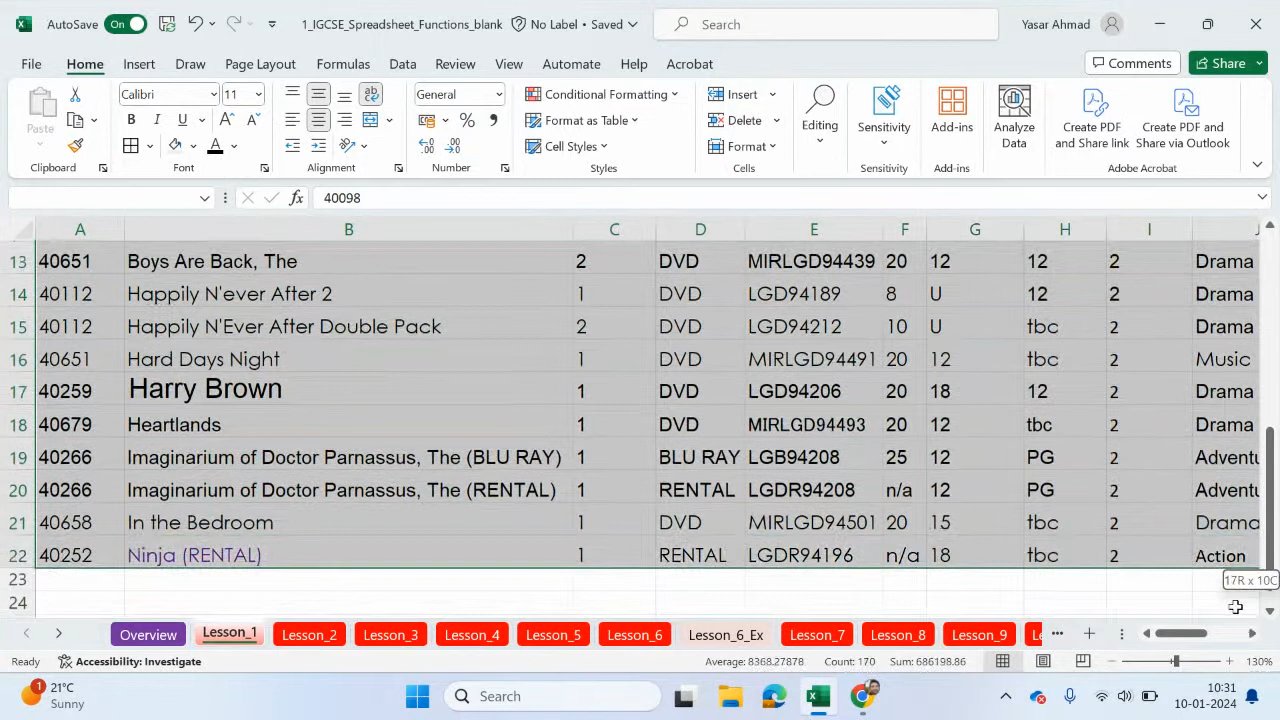 AutoSave On 1_IGCSE_Spreadsheet_Functions_blank No Label • Saved Search Yasar Ahmad
File Home Insert Draw Page Layout Formulas Data Review View Automate Help Acrobat Comments Share
Paste Calibri 11 B I U A A A ab General % 9 Conditional Formatting Format as Table Cell Styles Insert Delete Format Editing Sensitivity Add-ins Analyze Data Create PDF and Share link Create PDF and Share via Outlook
Clipboard Font Alignment Number Styles Cells Sensitivity Add-ins Adobe Acrobat
fx 40098
A B C D E F G H I J
13 40651 Boys Are Back, The 2 DVD MIRLGD94439 20 12 12 2 Drama
14 40112 Happily N'ever After 2 1 DVD LGD94189 8 U 12 2 Drama
15 40112 Happily N'Ever After Double Pack 2 DVD LGD94212 10 U tbc 2 Drama
16 40651 Hard Days Night 1 DVD MIRLGD94491 20 12 tbc 2 Music
17 40259 Harry Brown 1 DVD LGD94206 20 18 12 2 Drama
18 40679 Heartlands 1 DVD MIRLGD94493 20 12 tbc 2 Drama
19 40266 Imaginarium of Doctor Parnassus, The (BLU RAY) 1 BLU RAY LGB94208 25 12 PG 2 Adventu
20 40266 Imaginarium of Doctor Parnassus, The (RENTAL) 1 RENTAL LGDR94208 n/a 12 PG 2 Adventu
21 40658 In the Bedroom 1 DVD MIRLGD94501 20 15 tbc 2 Drama
22 40252 Ninja (RENTAL) 1 RENTAL LGDR94196 n/a 18 tbc 2 Action
23 17R x 10C
24
Overview Lesson_1 Lesson_2 Lesson_3 Lesson_4 Lesson_5 Lesson_6 Lesson_6_Ex Lesson_7 Lesson_8 Lesson_9 Le
Ready Accessibility: Investigate Average: 8368.27878 Count: 170 Sum: 686198.86 130%
1 21°C Sunny Search 10:31 10-01-2024